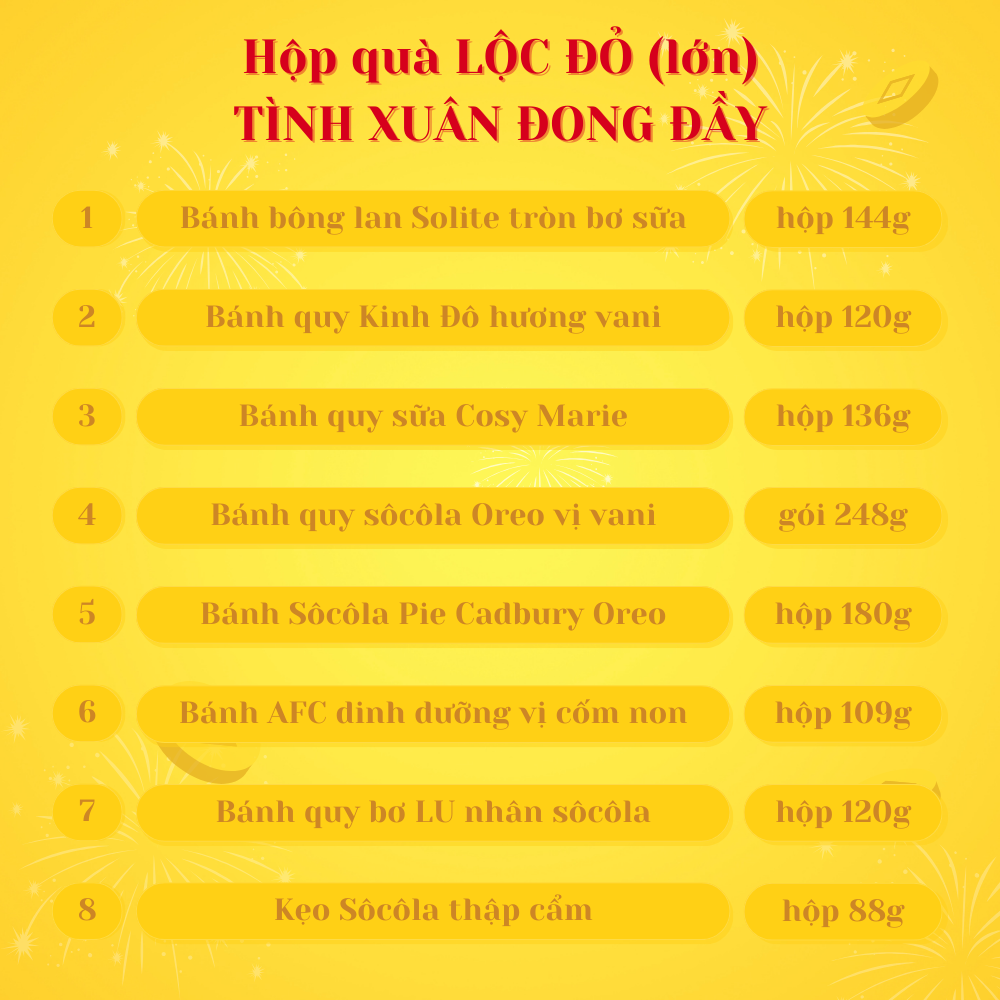 Hộp quà LỘC ĐỎ (lớn)
TÌNH XUÂN ĐONG ĐẦY
1 Bánh bông lan Solite tròn bơ sữa hộp 144g
2 Bánh quy Kinh Đô hương vani hộp 120g
3 Bánh quy sữa Cosy Marie hộp 136g
4 Bánh quy sôcôla Oreo vị vani gói 248g
5 Bánh Sôcôla Pie Cadbury Oreo hộp 180g
6 Bánh AFC dinh dưỡng vị cốm non hộp 109g
7 Bánh quy bơ LU nhân sôcôla hộp 120g
8 Kẹo Sôcôla thập cẩm hộp 88g